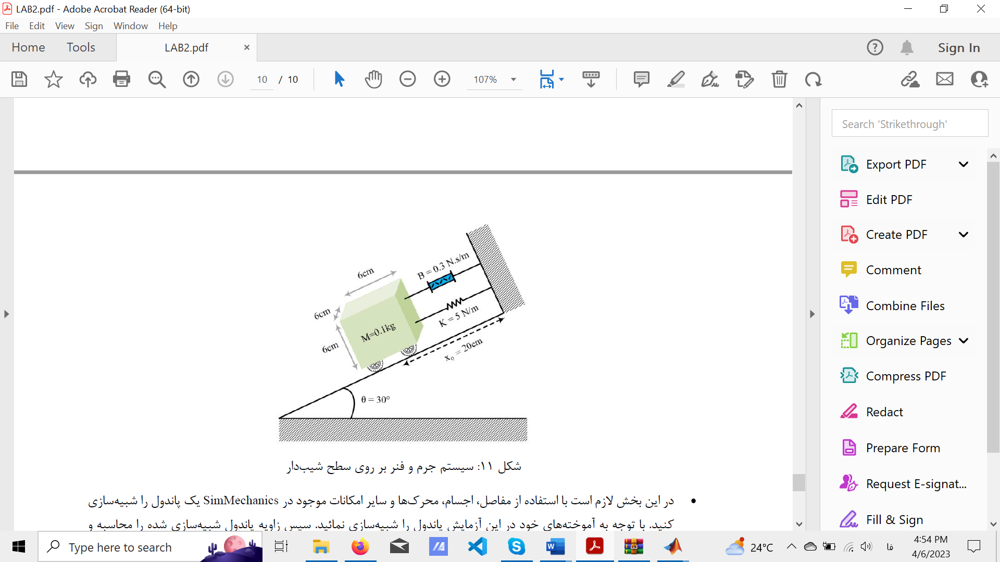 LAB2.pdf - Adobe Acrobat Reader (64-bit)
File Edit View Sign Window Help
Home Tools LAB2.pdf × Sign In
10 / 10 107%
Search 'Strikethrough'
Export PDF
Edit PDF
Create PDF
Comment
Combine Files
Organize Pages
Compress PDF
Redact
Prepare Form
Request E-signat...
Fill & Sign
6cm
B = 0.3 N.s/m
6cm
K = 5 N/m
M=0.1kg
6cm
x₀ = 20cm
θ = 30°
شکل ۱۱: سیستم جرم و فنر بر روی سطح شیب‌دار
• در این بخش لازم است با استفاده از مفاصل، اجسام، محرک‌ها و سایر امکانات موجود در SimMechanics یک پاندول را شبیه‌سازی
کنید. با توجه به آموخته‌های خود در این آزمایش پاندول را شبیه‌سازی نمائید. سپس زاویه پاندول شبیه‌سازی شده را محاسبه و
Type here to search
24°C
فا
4:54 PM
4/6/2023